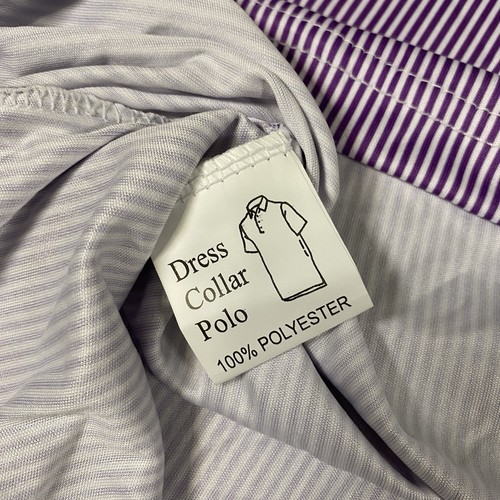 Dress
Collar
Polo
100% POLYESTER